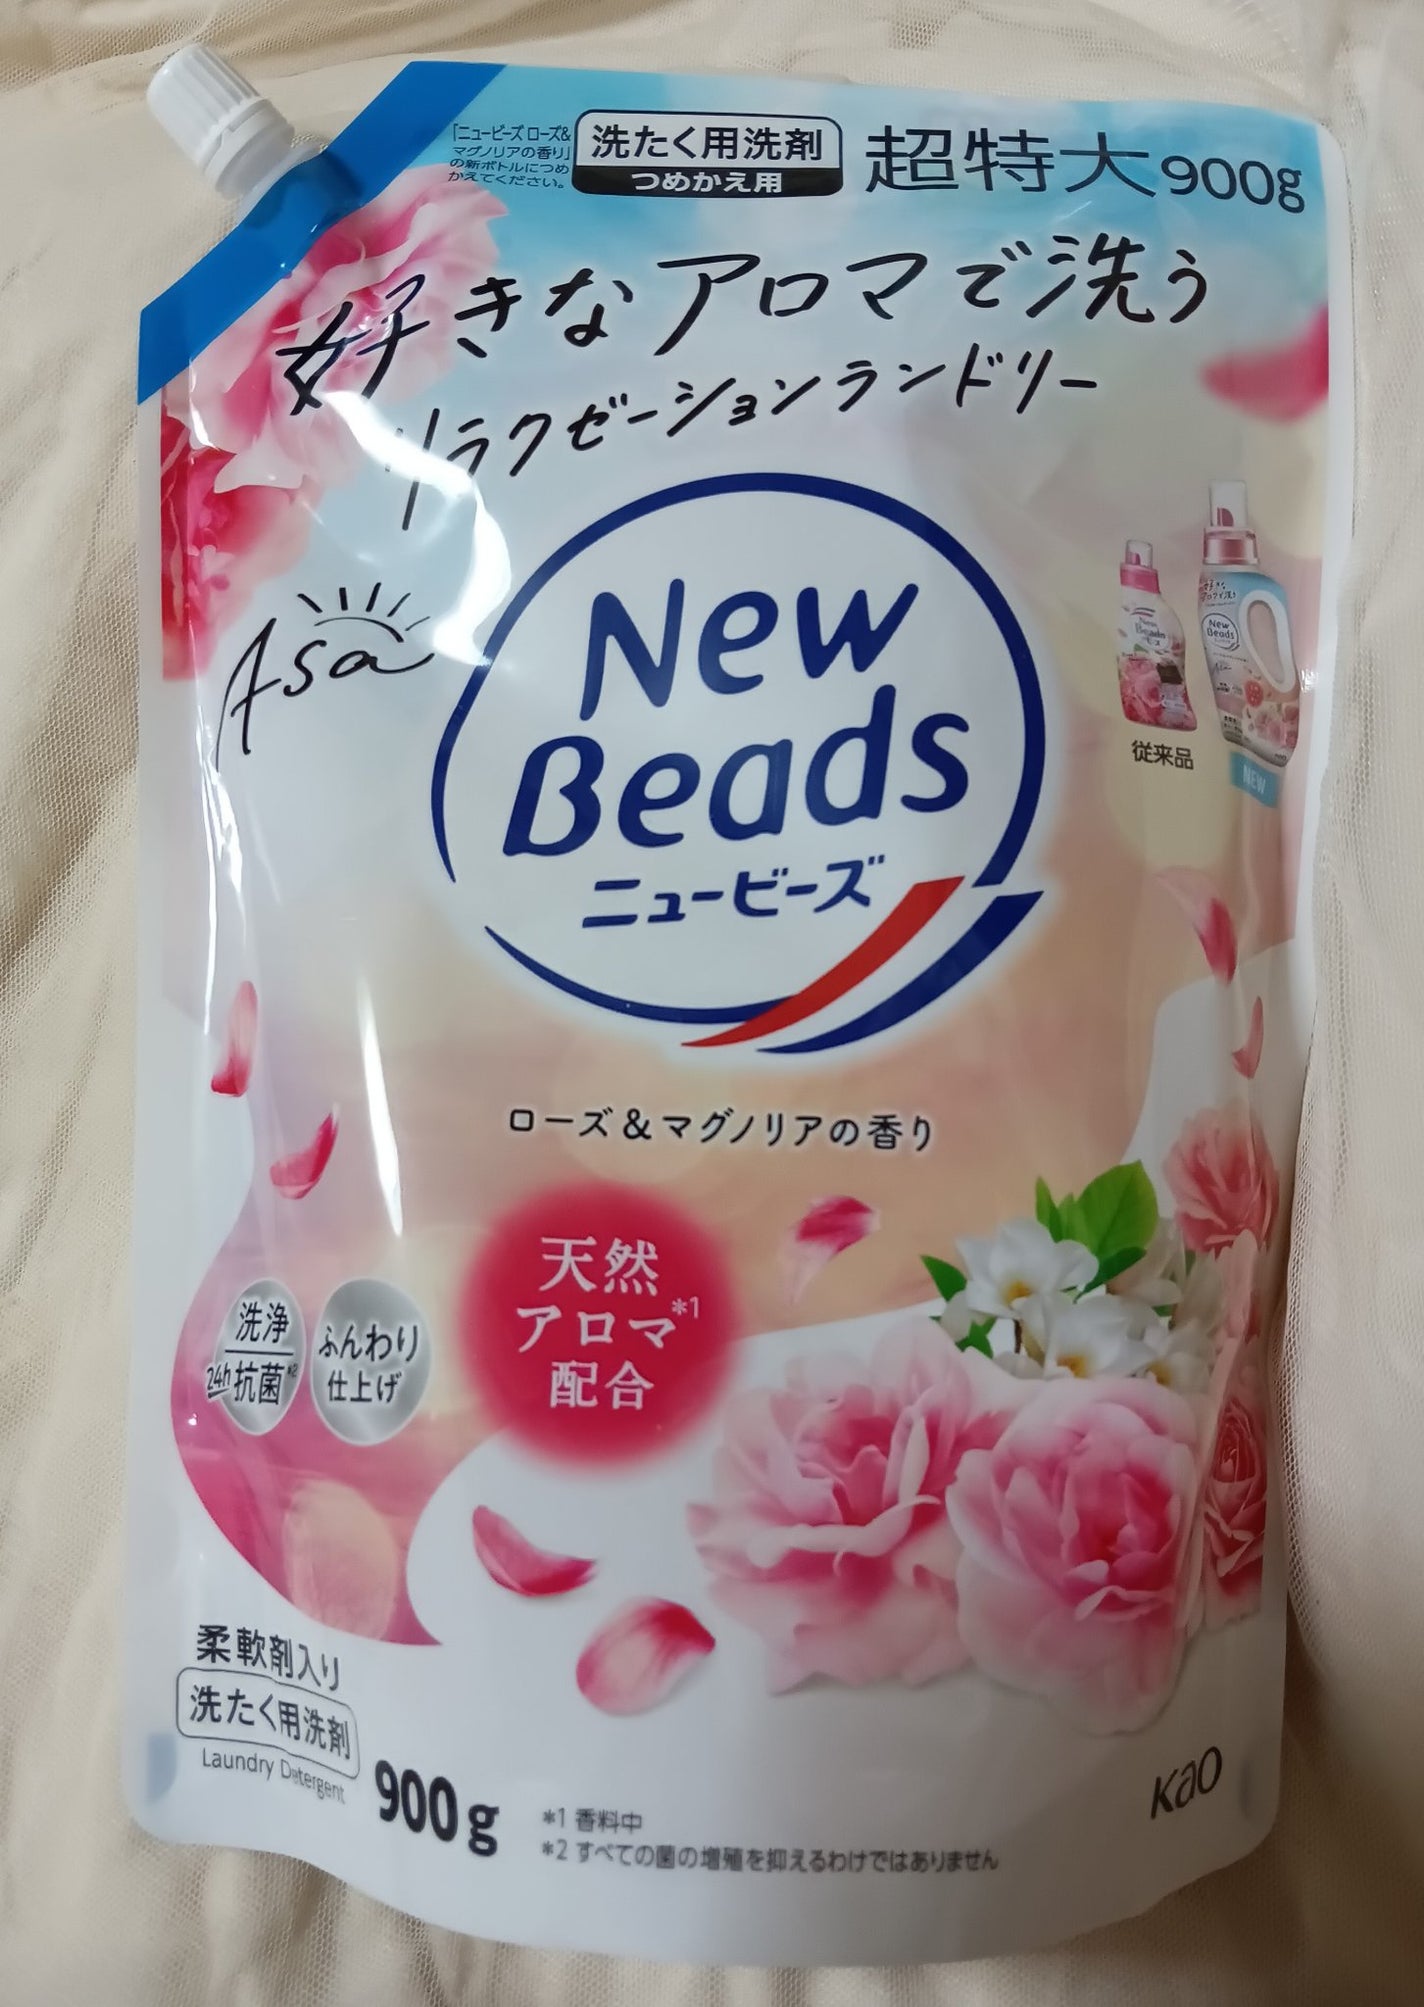 「ニュービーズ ローズ&
マグノリアの香り」
の新ボトルにつめ
かえてください。
洗たく用洗剤
つめかえ用
超特大900g
好きなアロマで洗う
リラクゼーションランドリー
Asa
New
Beads
ニュービーズ
従来品
New
Beads
NEW
ローズ&マグノリアの香り
天然
アロマ*1
配合
洗浄
24h抗菌*2
ふんわり
仕上げ
柔軟剤入り
洗たく用洗剤
Laundry Detergent
900g
*1 香料中
*2 すべての菌の増殖を抑えるわけではありません
Kao